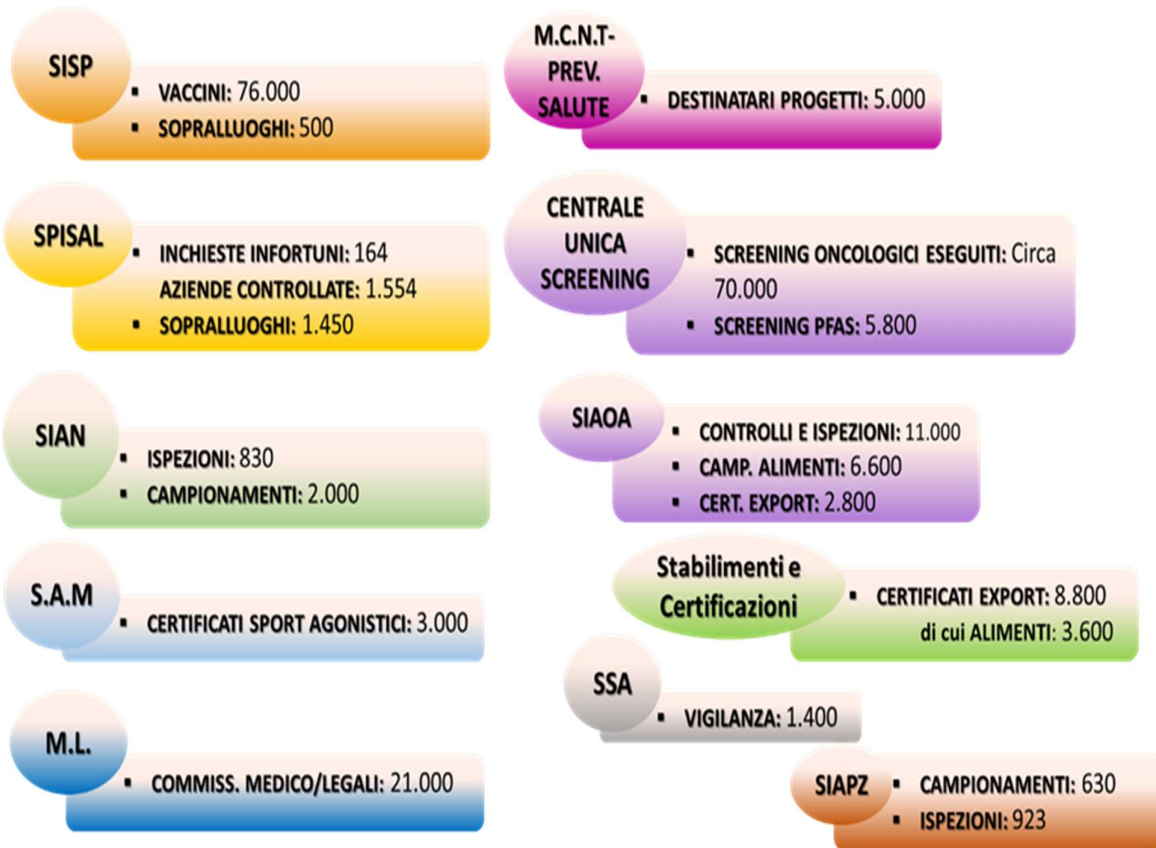 SISP
▪ VACCINI: 76.000
▪ SOPRALLUOGHI: 500
SPISAL
▪ INCHIESTE INFORTUNI: 164
AZIENDE CONTROLLATE: 1.554
▪ SOPRALLUOGHI: 1.450
SIAN
▪ ISPEZIONI: 830
▪ CAMPIONAMENTI: 2.000
S.A.M
▪ CERTIFICATI SPORT AGONISTICI: 3.000
M.L.
▪ COMMISS. MEDICO/LEGALI: 21.000
M.C.N.T-
PREV.
SALUTE
▪ DESTINATARI PROGETTI: 5.000
CENTRALE
UNICA
SCREENING
▪ SCREENING ONCOLOGICI ESEGUITI: Circa
70.000
▪ SCREENING PFAS: 5.800
SIAOA
▪ CONTROLLI E ISPEZIONI: 11.000
▪ CAMP. ALIMENTI: 6.600
▪ CERT. EXPORT: 2.800
Stabilimenti e
Certificazioni
▪ CERTIFICATI EXPORT: 8.800
di cui ALIMENTI: 3.600
SSA
▪ VIGILANZA: 1.400
SIAPZ
▪ CAMPIONAMENTI: 630
▪ ISPEZIONI: 923